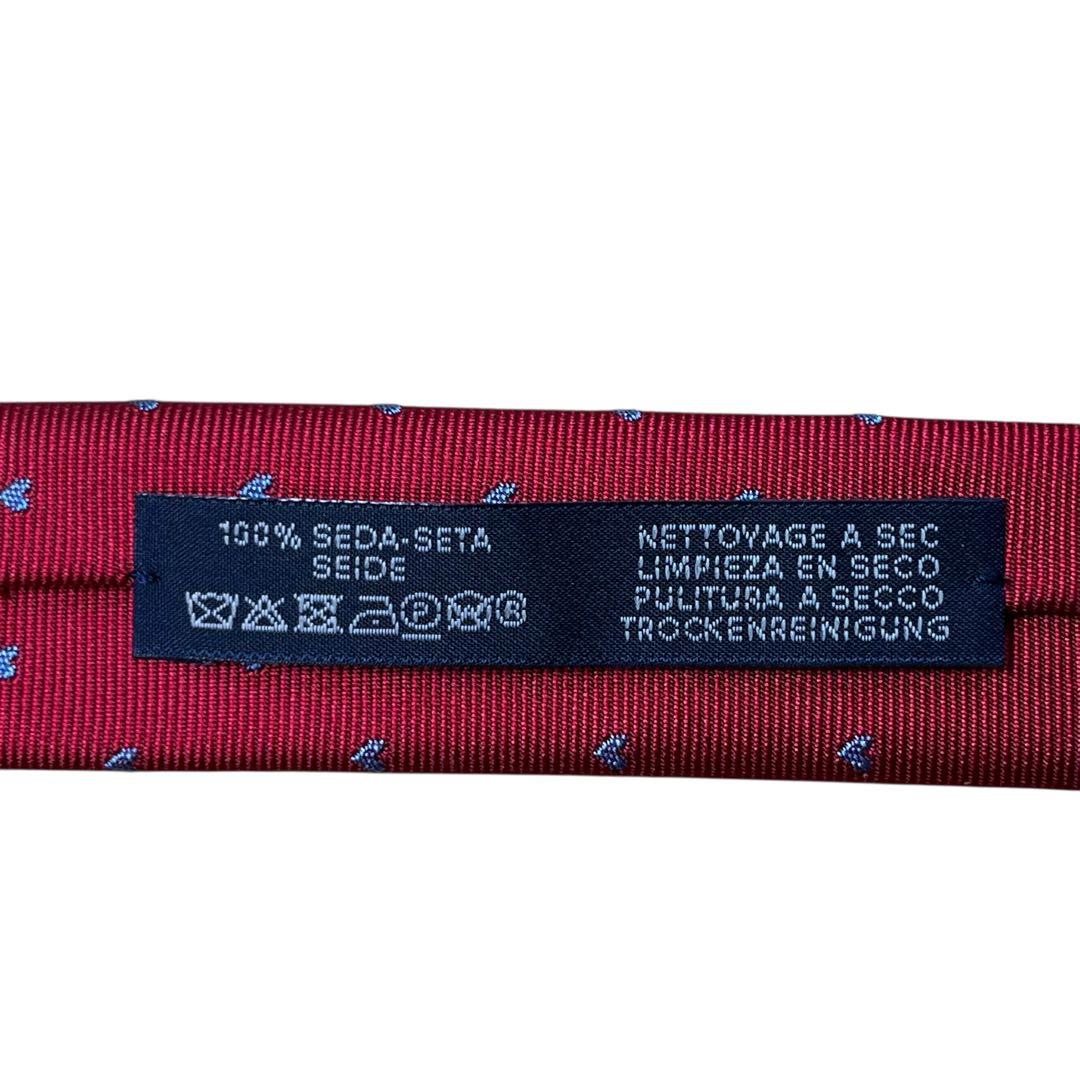 100% SEDA-SETA
SEIDE
P W R
NETTOYAGE A SEC
LIMPIEZA EN SECO
PULITURA A SECCO
TROCKENREINIGUNG